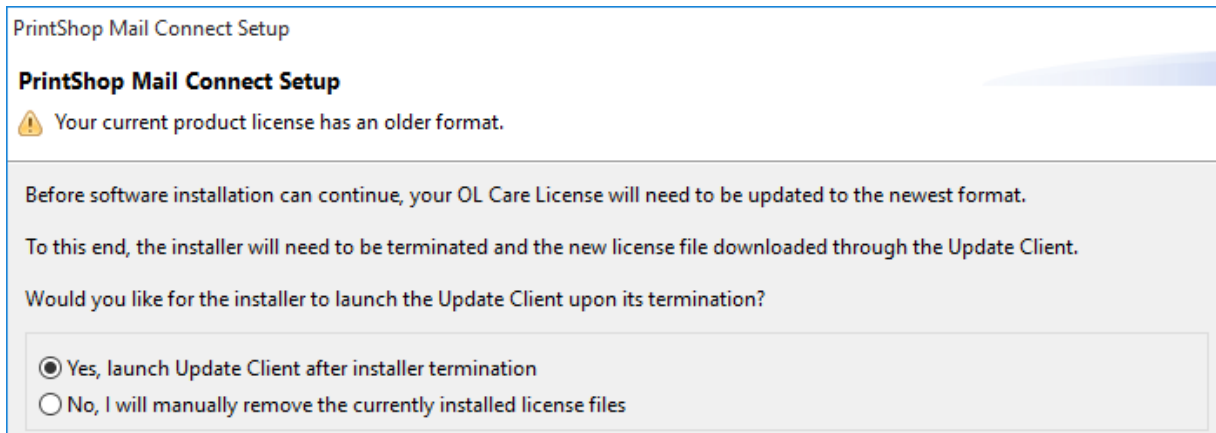 PrintShop Mail Connect Setup
PrintShop Mail Connect Setup
Your current product license has an older format.
Before software installation can continue, your OL Care License will need to be updated to the newest format.
To this end, the installer will need to be terminated and the new license file downloaded through the Update Client.
Would you like for the installer to launch the Update Client upon its termination?
Yes, launch Update Client after installer termination
No, I will manually remove the currently installed license files